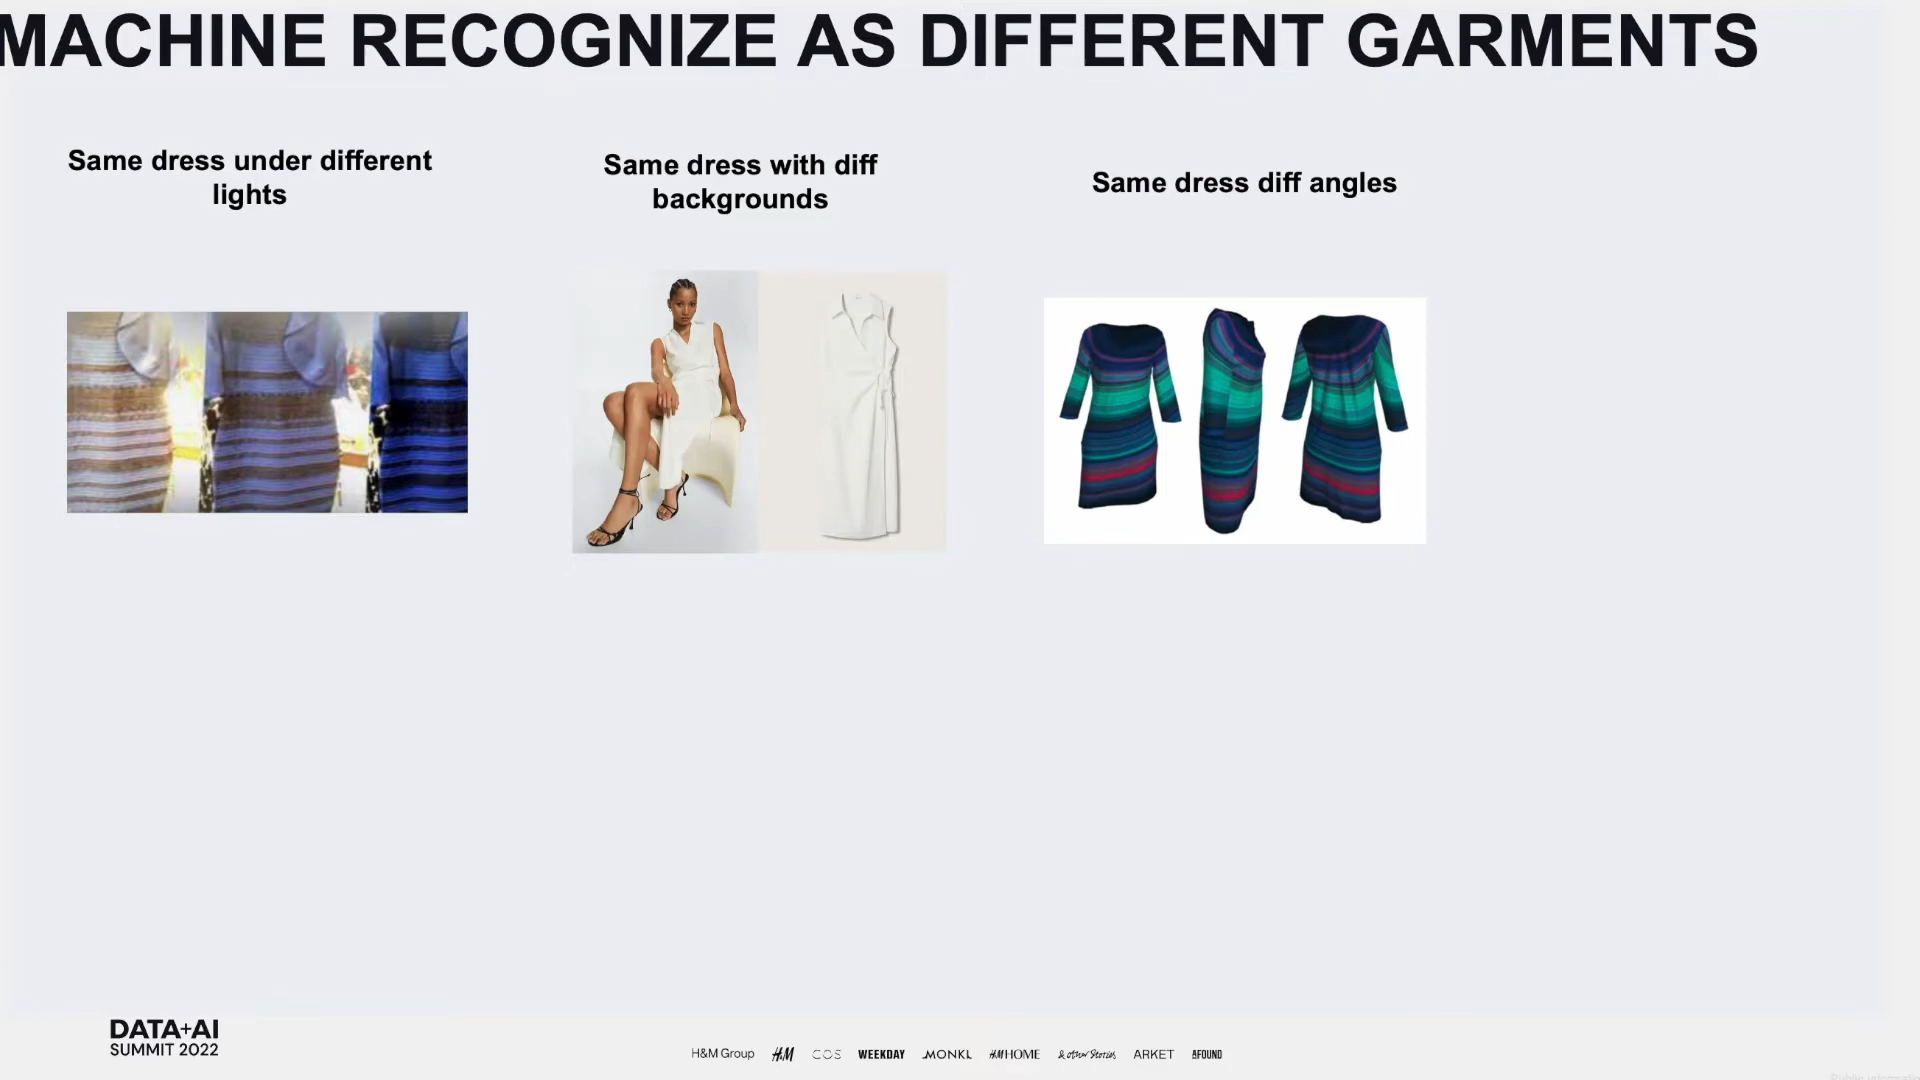 MACHINE RECOGNIZE AS DIFFERENT GARMENTS
Same dress under different
lights
Same dress with diff
backgrounds
Same dress diff angles
DATA+AI
SUMMIT 2022
H&M Group H&M COS WEEKDAY MONKI H&M HOME & other Stories ARKET AFOUND